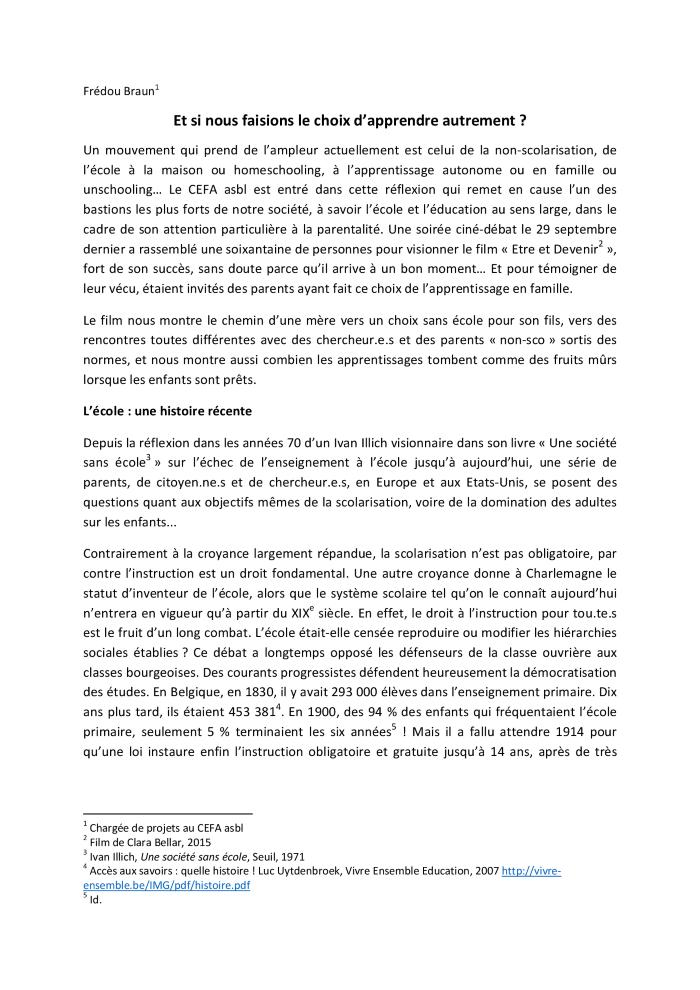 Frédou Braun1
Et si nous faisions le choix d’apprendre autrement ?
Un mouvement qui prend de l’ampleur actuellement est celui de la non-scolarisation, de
l’école à la maison ou homeschooling, à l’apprentissage autonome ou en famille ou
unschooling… Le CEFA asbl est entré dans cette réflexion qui remet en cause l’un des
bastions les plus forts de notre société, à savoir l’école et l’éducation au sens large, dans le
cadre de son attention particulière à la parentalité. Une soirée ciné-débat le 29 septembre
dernier a rassemblé une soixantaine de personnes pour visionner le film « Etre et Devenir2 »,
fort de son succès, sans doute parce qu’il arrive à un bon moment… Et pour témoigner de
leur vécu, étaient invités des parents ayant fait ce choix de l’apprentissage en famille.
Le film nous montre le chemin d’une mère vers un choix sans école pour son fils, vers des
rencontres toutes différentes avec des chercheur.e.s et des parents « non-sco » sortis des
normes, et nous montre aussi combien les apprentissages tombent comme des fruits mûrs
lorsque les enfants sont prêts.
L’école : une histoire récente
Depuis la réflexion dans les années 70 d’un Ivan Illich visionnaire dans son livre « Une société
sans école3 » sur l’échec de l’enseignement à l’école jusqu’à aujourd’hui, une série de
parents, de citoyen.ne.s et de chercheur.e.s, en Europe et aux Etats-Unis, se posent des
questions quant aux objectifs mêmes de la scolarisation, voire de la domination des adultes
sur les enfants...
Contrairement à la croyance largement répandue, la scolarisation n’est pas obligatoire, par
contre l’instruction est un droit fondamental. Une autre croyance donne à Charlemagne le
statut d’inventeur de l’école, alors que le système scolaire tel qu’on le connaît aujourd’hui
n’entrera en vigueur qu’à partir du XIXe siècle. En effet, le droit à l’instruction pour tou.te.s
est le fruit d’un long combat. L’école était-elle censée reproduire ou modifier les hiérarchies
sociales établies ? Ce débat a longtemps opposé les défenseurs de la classe ouvrière aux
classes bourgeoises. Des courants progressistes défendent heureusement la démocratisation
des études. En Belgique, en 1830, il y avait 293 000 élèves dans l’enseignement primaire. Dix
ans plus tard, ils étaient 453 3814. En 1900, des 94 % des enfants qui fréquentaient l’école
primaire, seulement 5 % terminaient les six années5 ! Mais il a fallu attendre 1914 pour
qu’une loi instaure enfin l’instruction obligatoire et gratuite jusqu’à 14 ans, après de très
1 Chargée de projets au CEFA asbl
2 Film de Clara Bellar, 2015
3 Ivan Illich, Une société sans école, Seuil, 1971
4 Accès aux savoirs : quelle histoire ! Luc Uytdenbroek, Vivre Ensemble Education, 2007 http://vivre-
ensemble.be/IMG/pdf/histoire.pdf
5 Id.